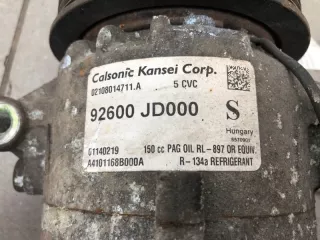 Calsonic Kansei Corp.
02108014711.A 5 CVC
92600 JD000 S
Hungary
61140219 150 cc PAG OIL RL-897 OR EQUIV.
A4101168B000A R-134a REFRIGERANT